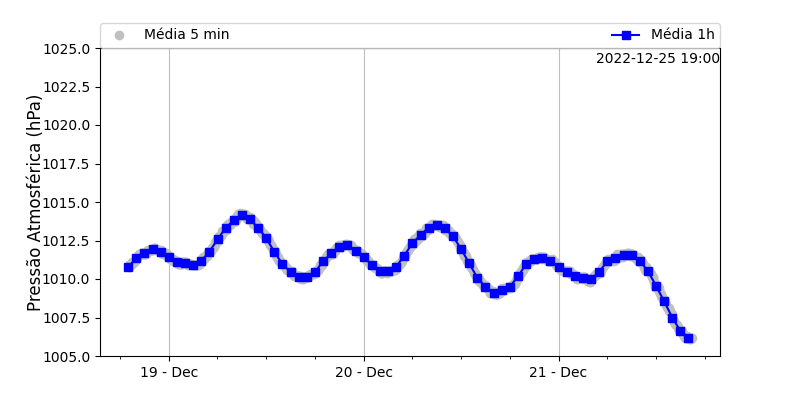 Média 5 min
Média 1h
2022-12-25 19:00
Pressão Atmosférica (hPa)
1025.0
1022.5
1020.0
1017.5
1015.0
1012.5
1010.0
1007.5
1005.0
19 - Dec
20 - Dec
21 - Dec